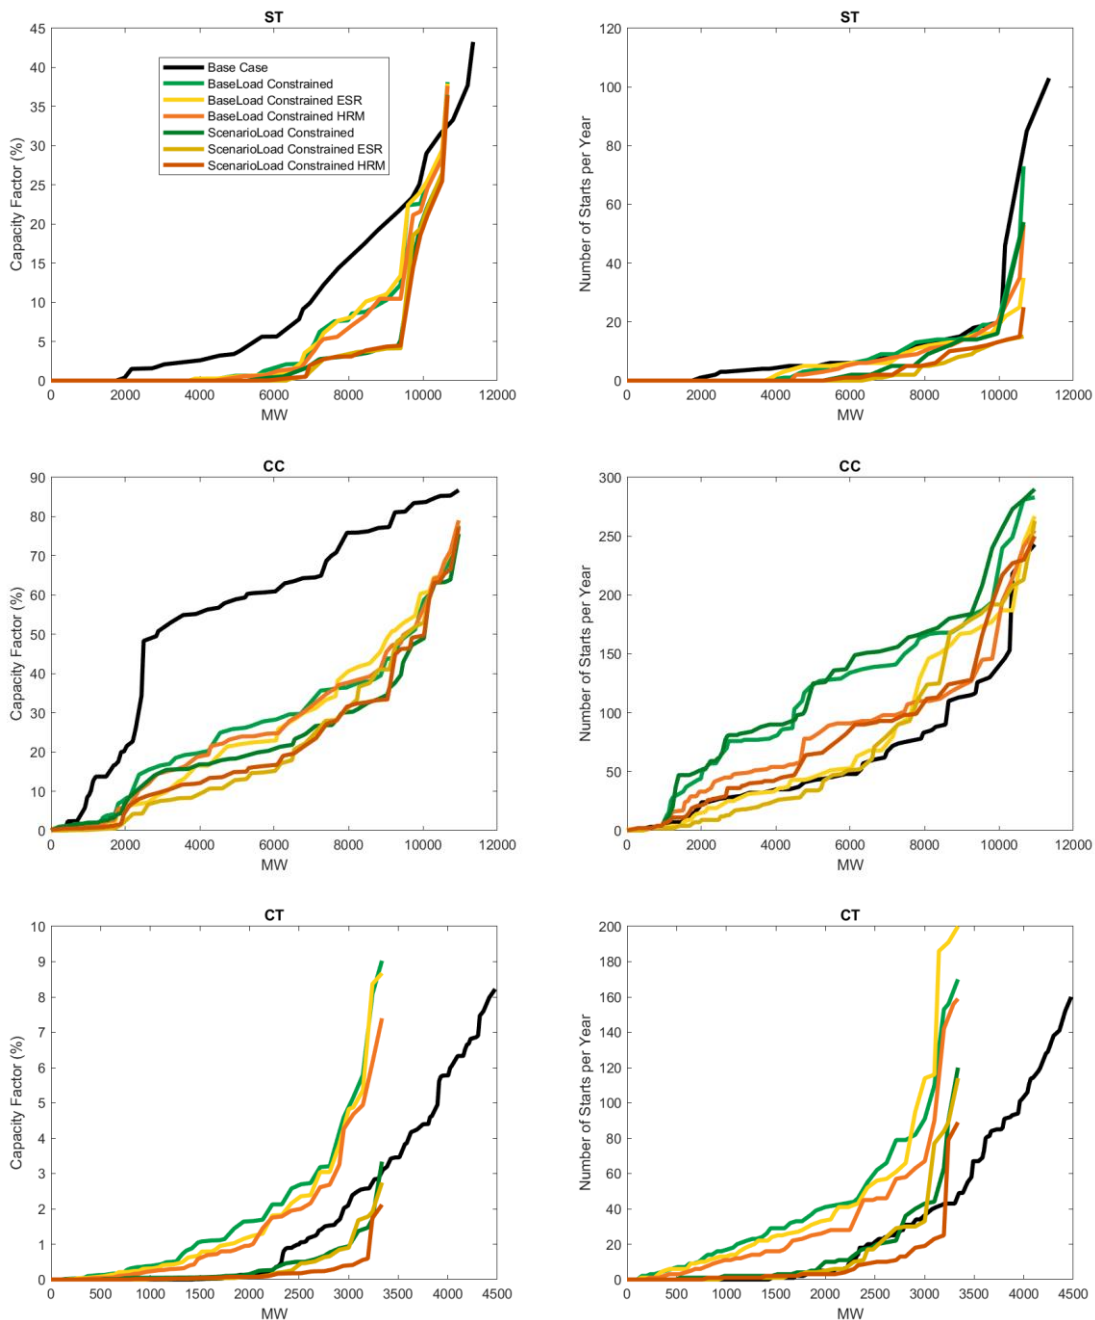 ST
Capacity Factor (%)
45
40
35
30
25
20
15
10
5
0
Base Case
BaseLoad Constrained
BaseLoad Constrained ESR
BaseLoad Constrained HRM
ScenarioLoad Constrained
ScenarioLoad Constrained ESR
ScenarioLoad Constrained HRM
0 2000 4000 6000 8000 10000 12000
MW
ST
Number of Starts per Year
120
100
80
60
40
20
0
0 2000 4000 6000 8000 10000 12000
MW
CC
Capacity Factor (%)
90
80
70
60
50
40
30
20
10
0
0 2000 4000 6000 8000 10000 12000
MW
CC
Number of Starts per Year
300
250
200
150
100
50
0
0 2000 4000 6000 8000 10000 12000
MW
CT
Capacity Factor (%)
10
9
8
7
6
5
4
3
2
1
0
0 500 1000 1500 2000 2500 3000 3500 4000 4500
MW
CT
Number of Starts per Year
200
180
160
140
120
100
80
60
40
20
0
0 500 1000 1500 2000 2500 3000 3500 4000 4500
MW